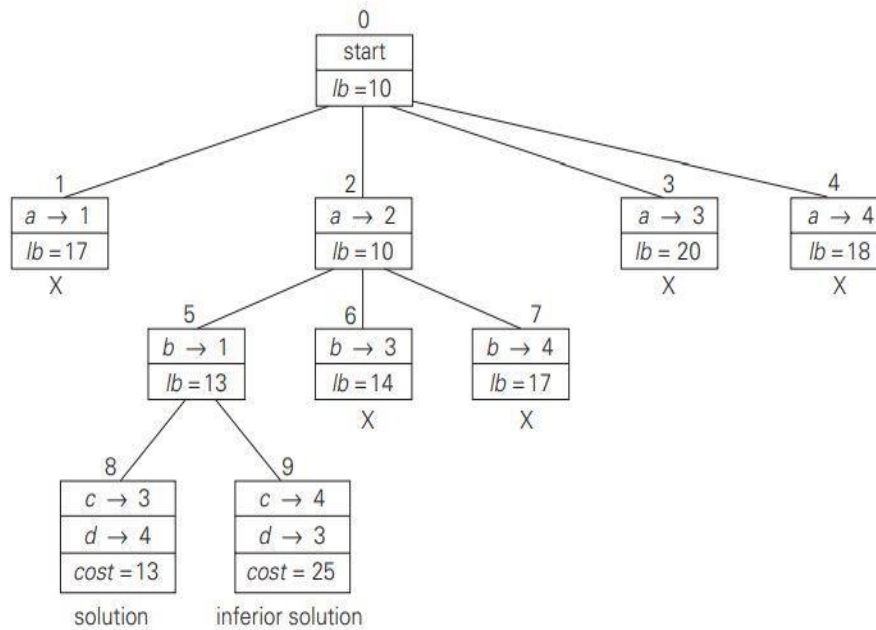 0
start
lb = 10
1 2 3 4
a → 1 a → 2 a → 3 a → 4
lb = 17 lb = 10 lb = 20 lb = 18
X X X
5 6 7
b → 1 b → 3 b → 4
lb = 13 lb = 14 lb = 17
X X
8 9
c → 3 c → 4
d → 4 d → 3
cost = 13 cost = 25
solution inferior solution